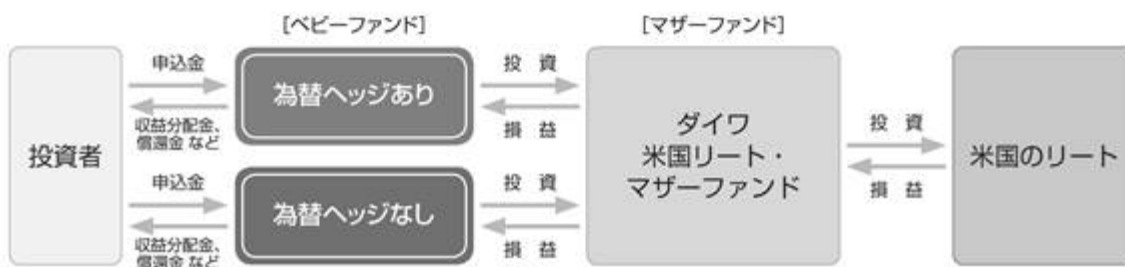 [ベビーファンド]
[マザーファンド]
投資者
申込金
収益分配金、
償還金 など
為替ヘッジあり
投 資
損 益
申込金
収益分配金、
償還金 など
為替ヘッジなし
投 資
損 益
ダイワ
米国リート・
マザーファンド
投 資
損 益
米国のリート